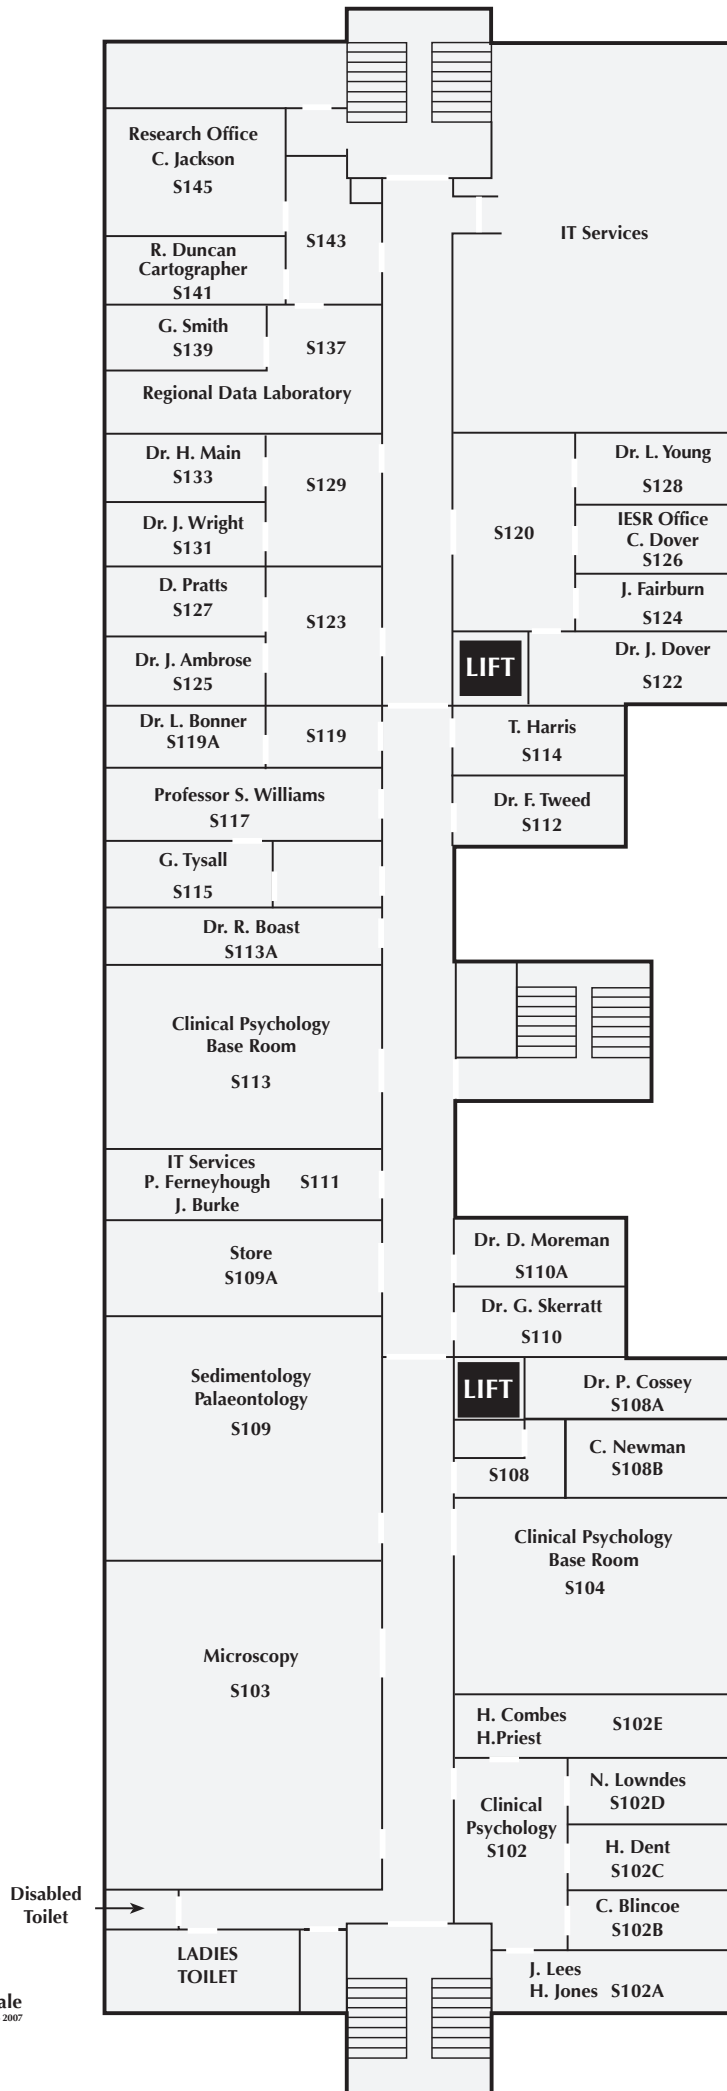 Research Office
C. Jackson
S145
IT Services
S143
R. Duncan
Cartographer
S141
G. Smith
S139
S137
Regional Data Laboratory
Dr. H. Main
S133
S129
Dr. J. Wright
S131
Dr. L. Young
S128
S120
IESR Office
C. Dover
S126
J. Fairburn
S124
D. Pratts
S127
S123
Dr. J. Ambrose
S125
LIFT
Dr. J. Dover
S122
Dr. L. Bonner
S119A
S119
T. Harris
S114
Professor S. Williams
S117
Dr. F. Tweed
S112
G. Tysall
S115
Dr. R. Boast
S113A
Clinical Psychology
Base Room
S113
IT Services
P. Ferneyhough
J. Burke
S111
Store
S109A
Dr. D. Moreman
S110A
Dr. G. Skerratt
S110
Sedimentology
Palaeontology
S109
LIFT
Dr. P. Cossey
S108A
C. Newman
S108B
S108
Clinical Psychology
Base Room
S104
Microscopy
S103
H. Combes
H.Priest
S102E
Clinical
Psychology
S102
N. Lowndes
S102D
H. Dent
S102C
C. Blincoe
S102B
Disabled
Toilet
LADIES
TOILET
J. Lees
H. Jones S102A
ale
2007